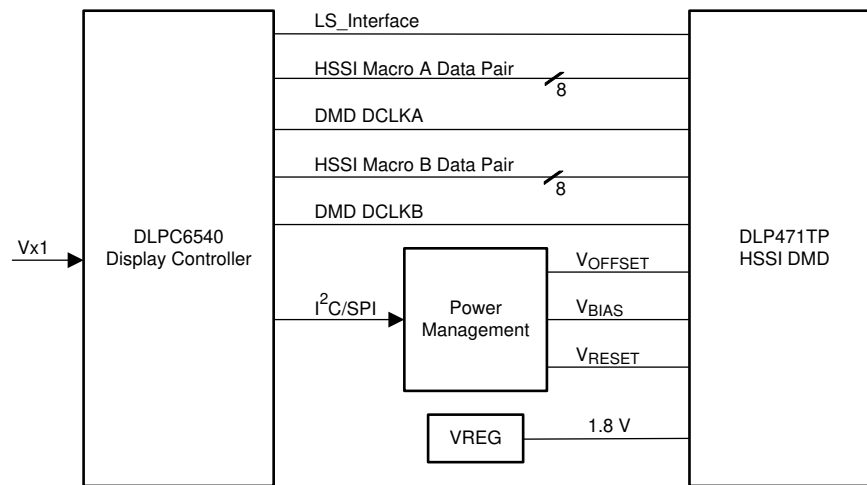 LS_Interface
HSSI Macro A Data Pair
8
DMD DCLKA
HSSI Macro B Data Pair
8
DMD DCLKB
Vx1
DLPC6540
Display Controller
DLP471TP
HSSI DMD
I²C/SPI
Power
Management
VOFFSET
VBIAS
VRESET
VREG
1.8 V